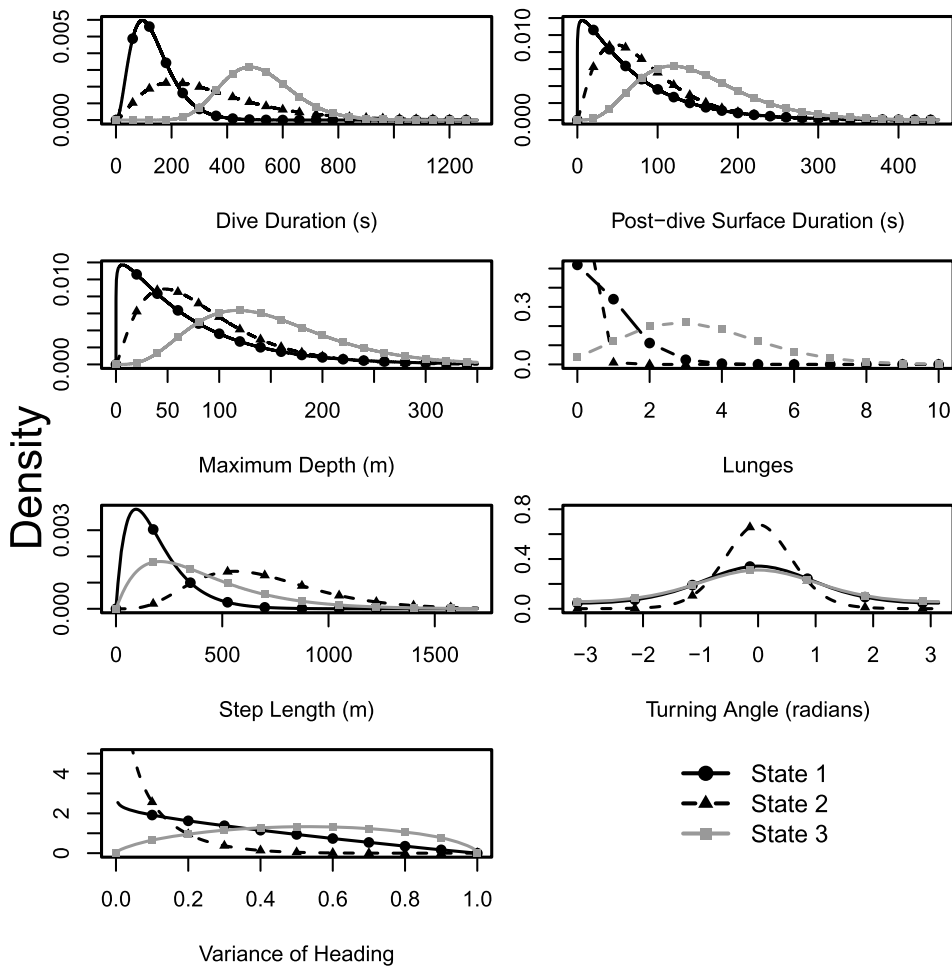 0.000 0.005
0 200 400 600 800 1200
Dive Duration (s)
0.000 0.010
0 100 200 300 400
Post−dive Surface Duration (s)
0.000 0.010
0 50 100 200 300
Maximum Depth (m)
0.0 0.3
0 2 4 6 8 10
Lunges
Density
0.000 0.003
0 500 1000 1500
Step Length (m)
0.0 0.4 0.8
−3 −2 −1 0 1 2 3
Turning Angle (radians)
0 2 4
0.0 0.2 0.4 0.6 0.8 1.0
Variance of Heading
State 1
State 2
State 3